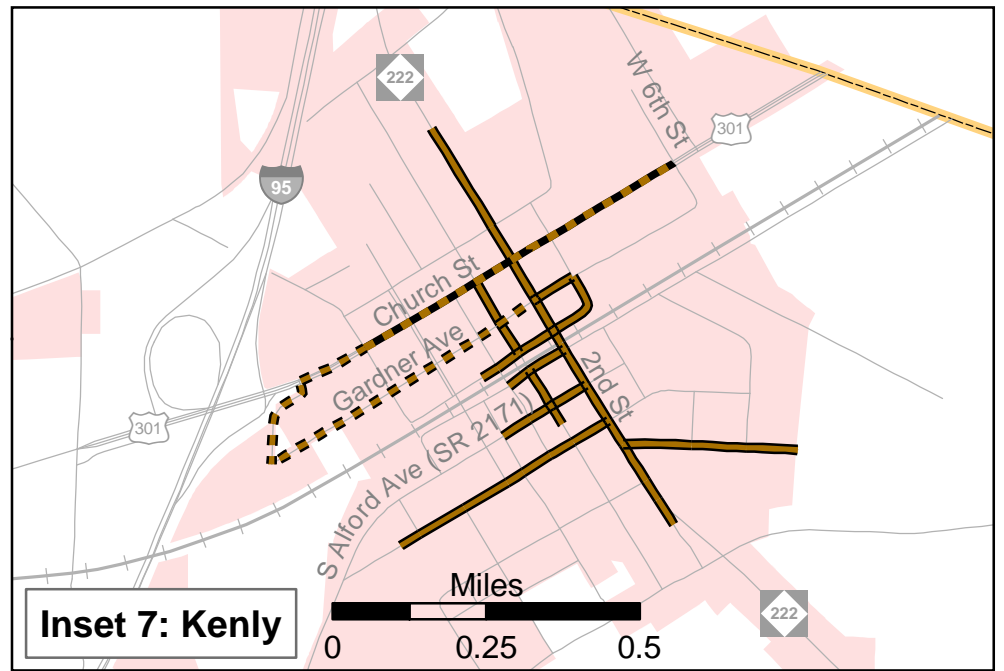 222
W 6th St
301
95
Church St
Gardner Ave
2nd St
301
S Alford Ave (SR 2171)
Miles
0 0.25 0.5
222
Inset 7: Kenly